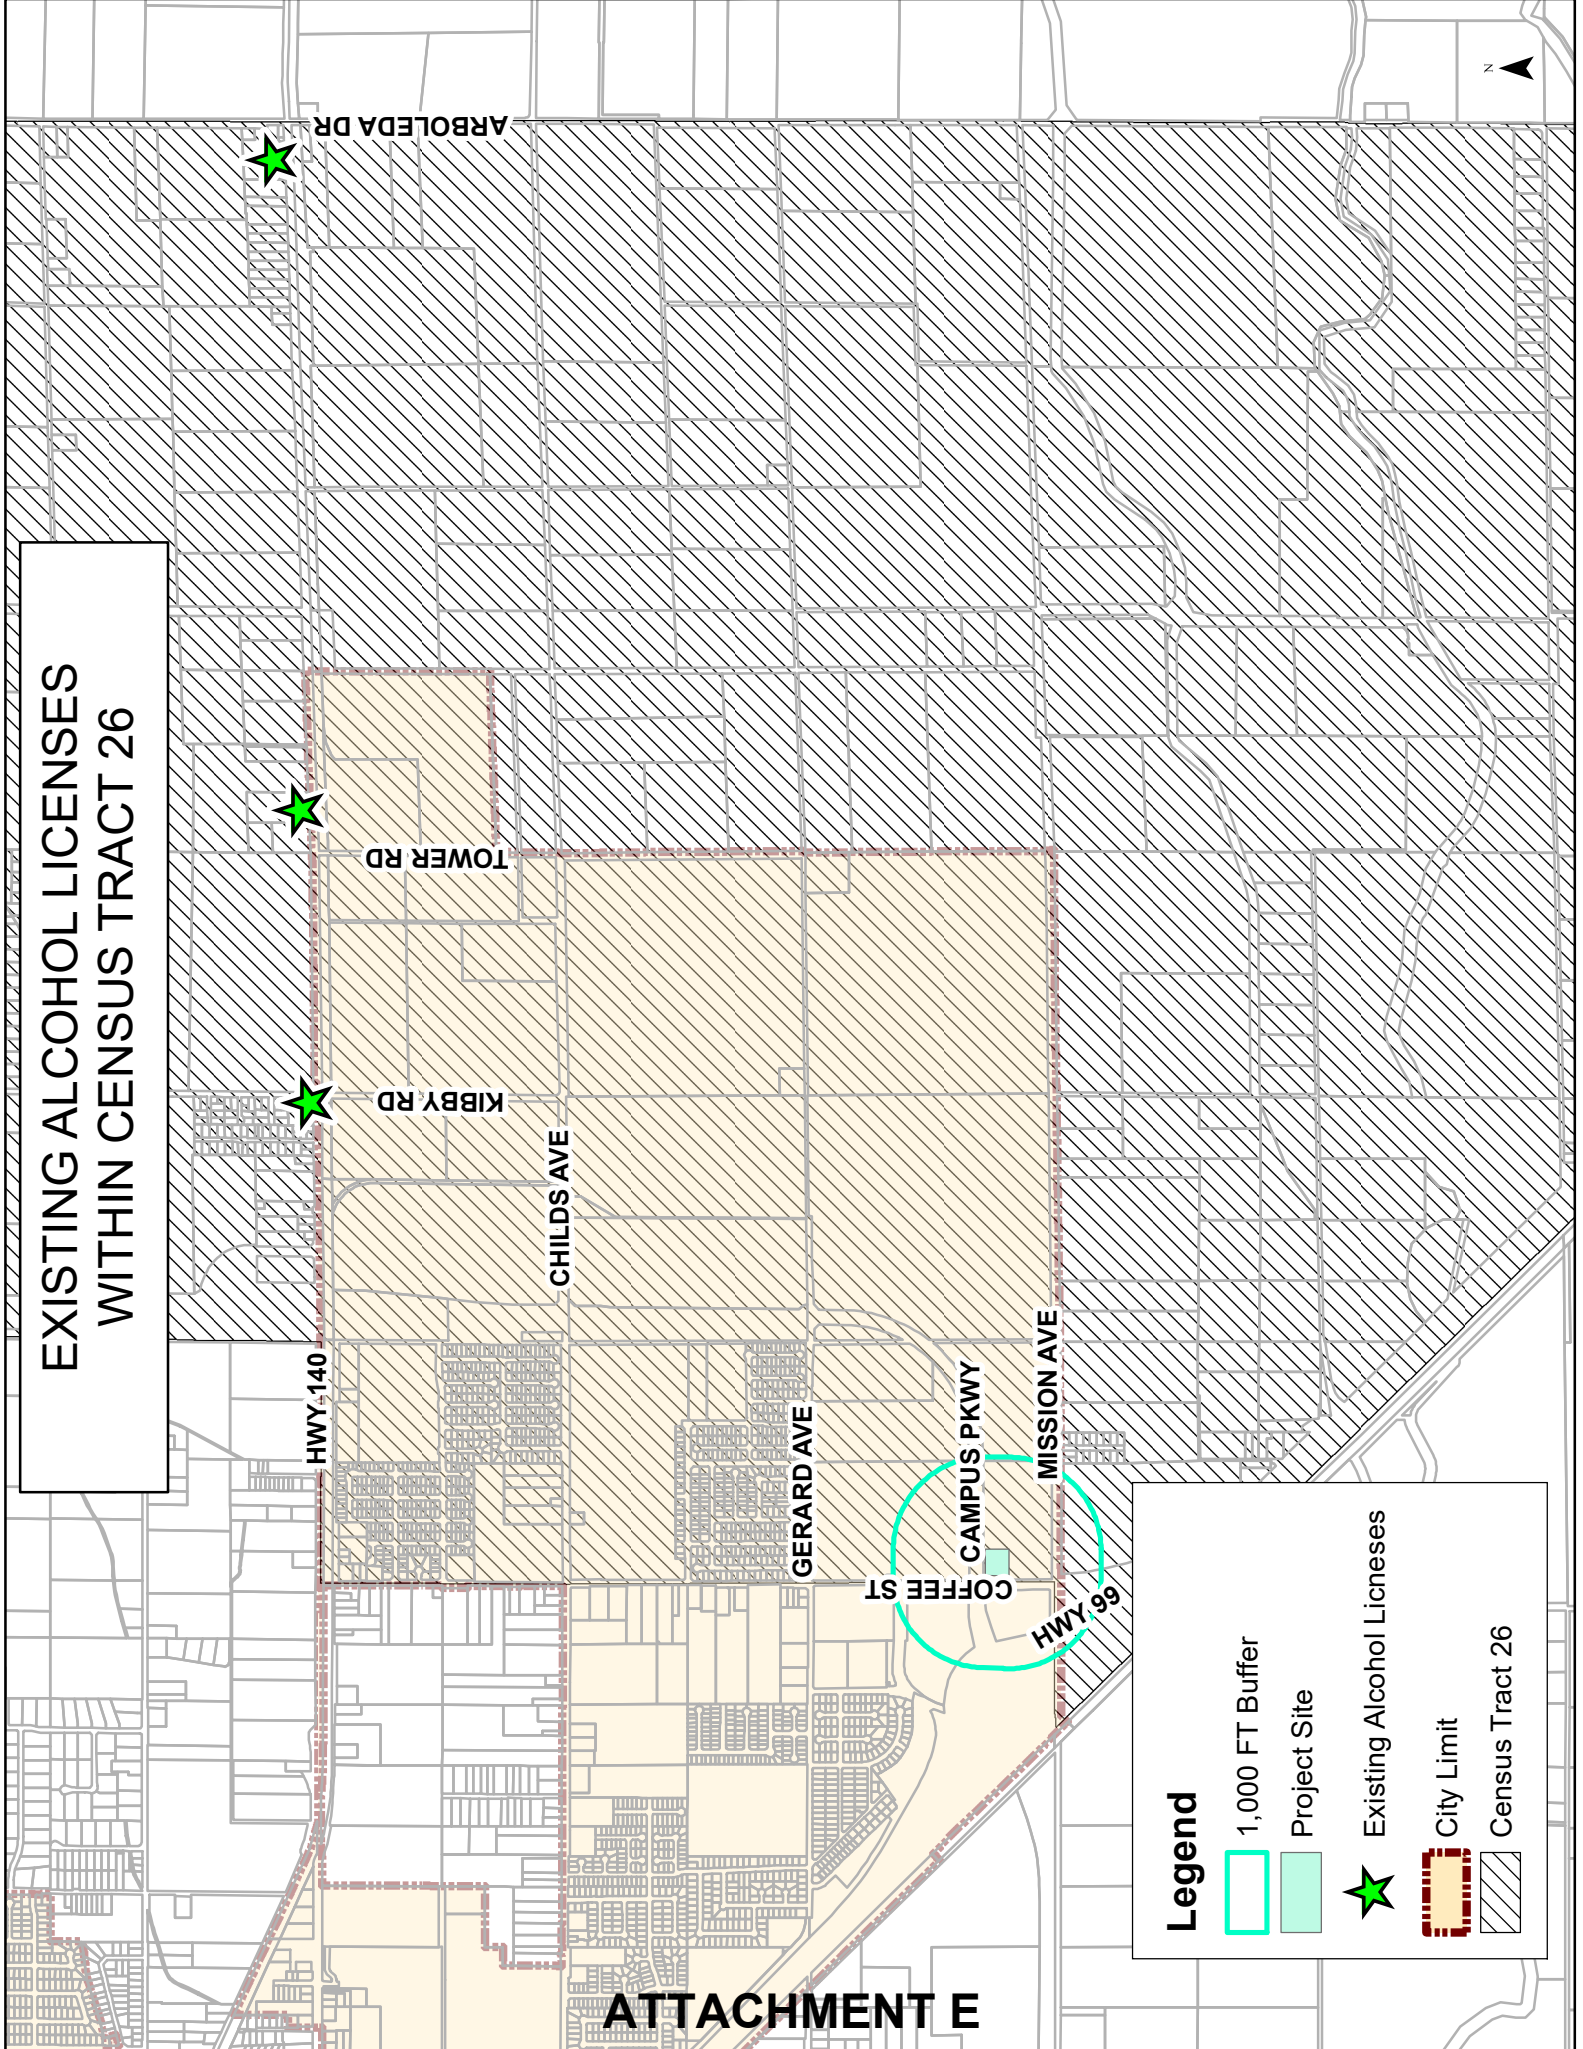 EXISTING ALCOHOL LICENSES
WITHIN CENSUS TRACT 26
N
ARBOLEDA DR
TOWER RD
KIBBY RD
HWY 140
CHILDS AVE
GERARD AVE
CAMPUS PKWY
MISSION AVE
COFFEE ST
HWY 99
Legend
1,000 FT Buffer
Project Site
Existing Alcohol Licneses
City Limit
Census Tract 26
ATTACHMENT E